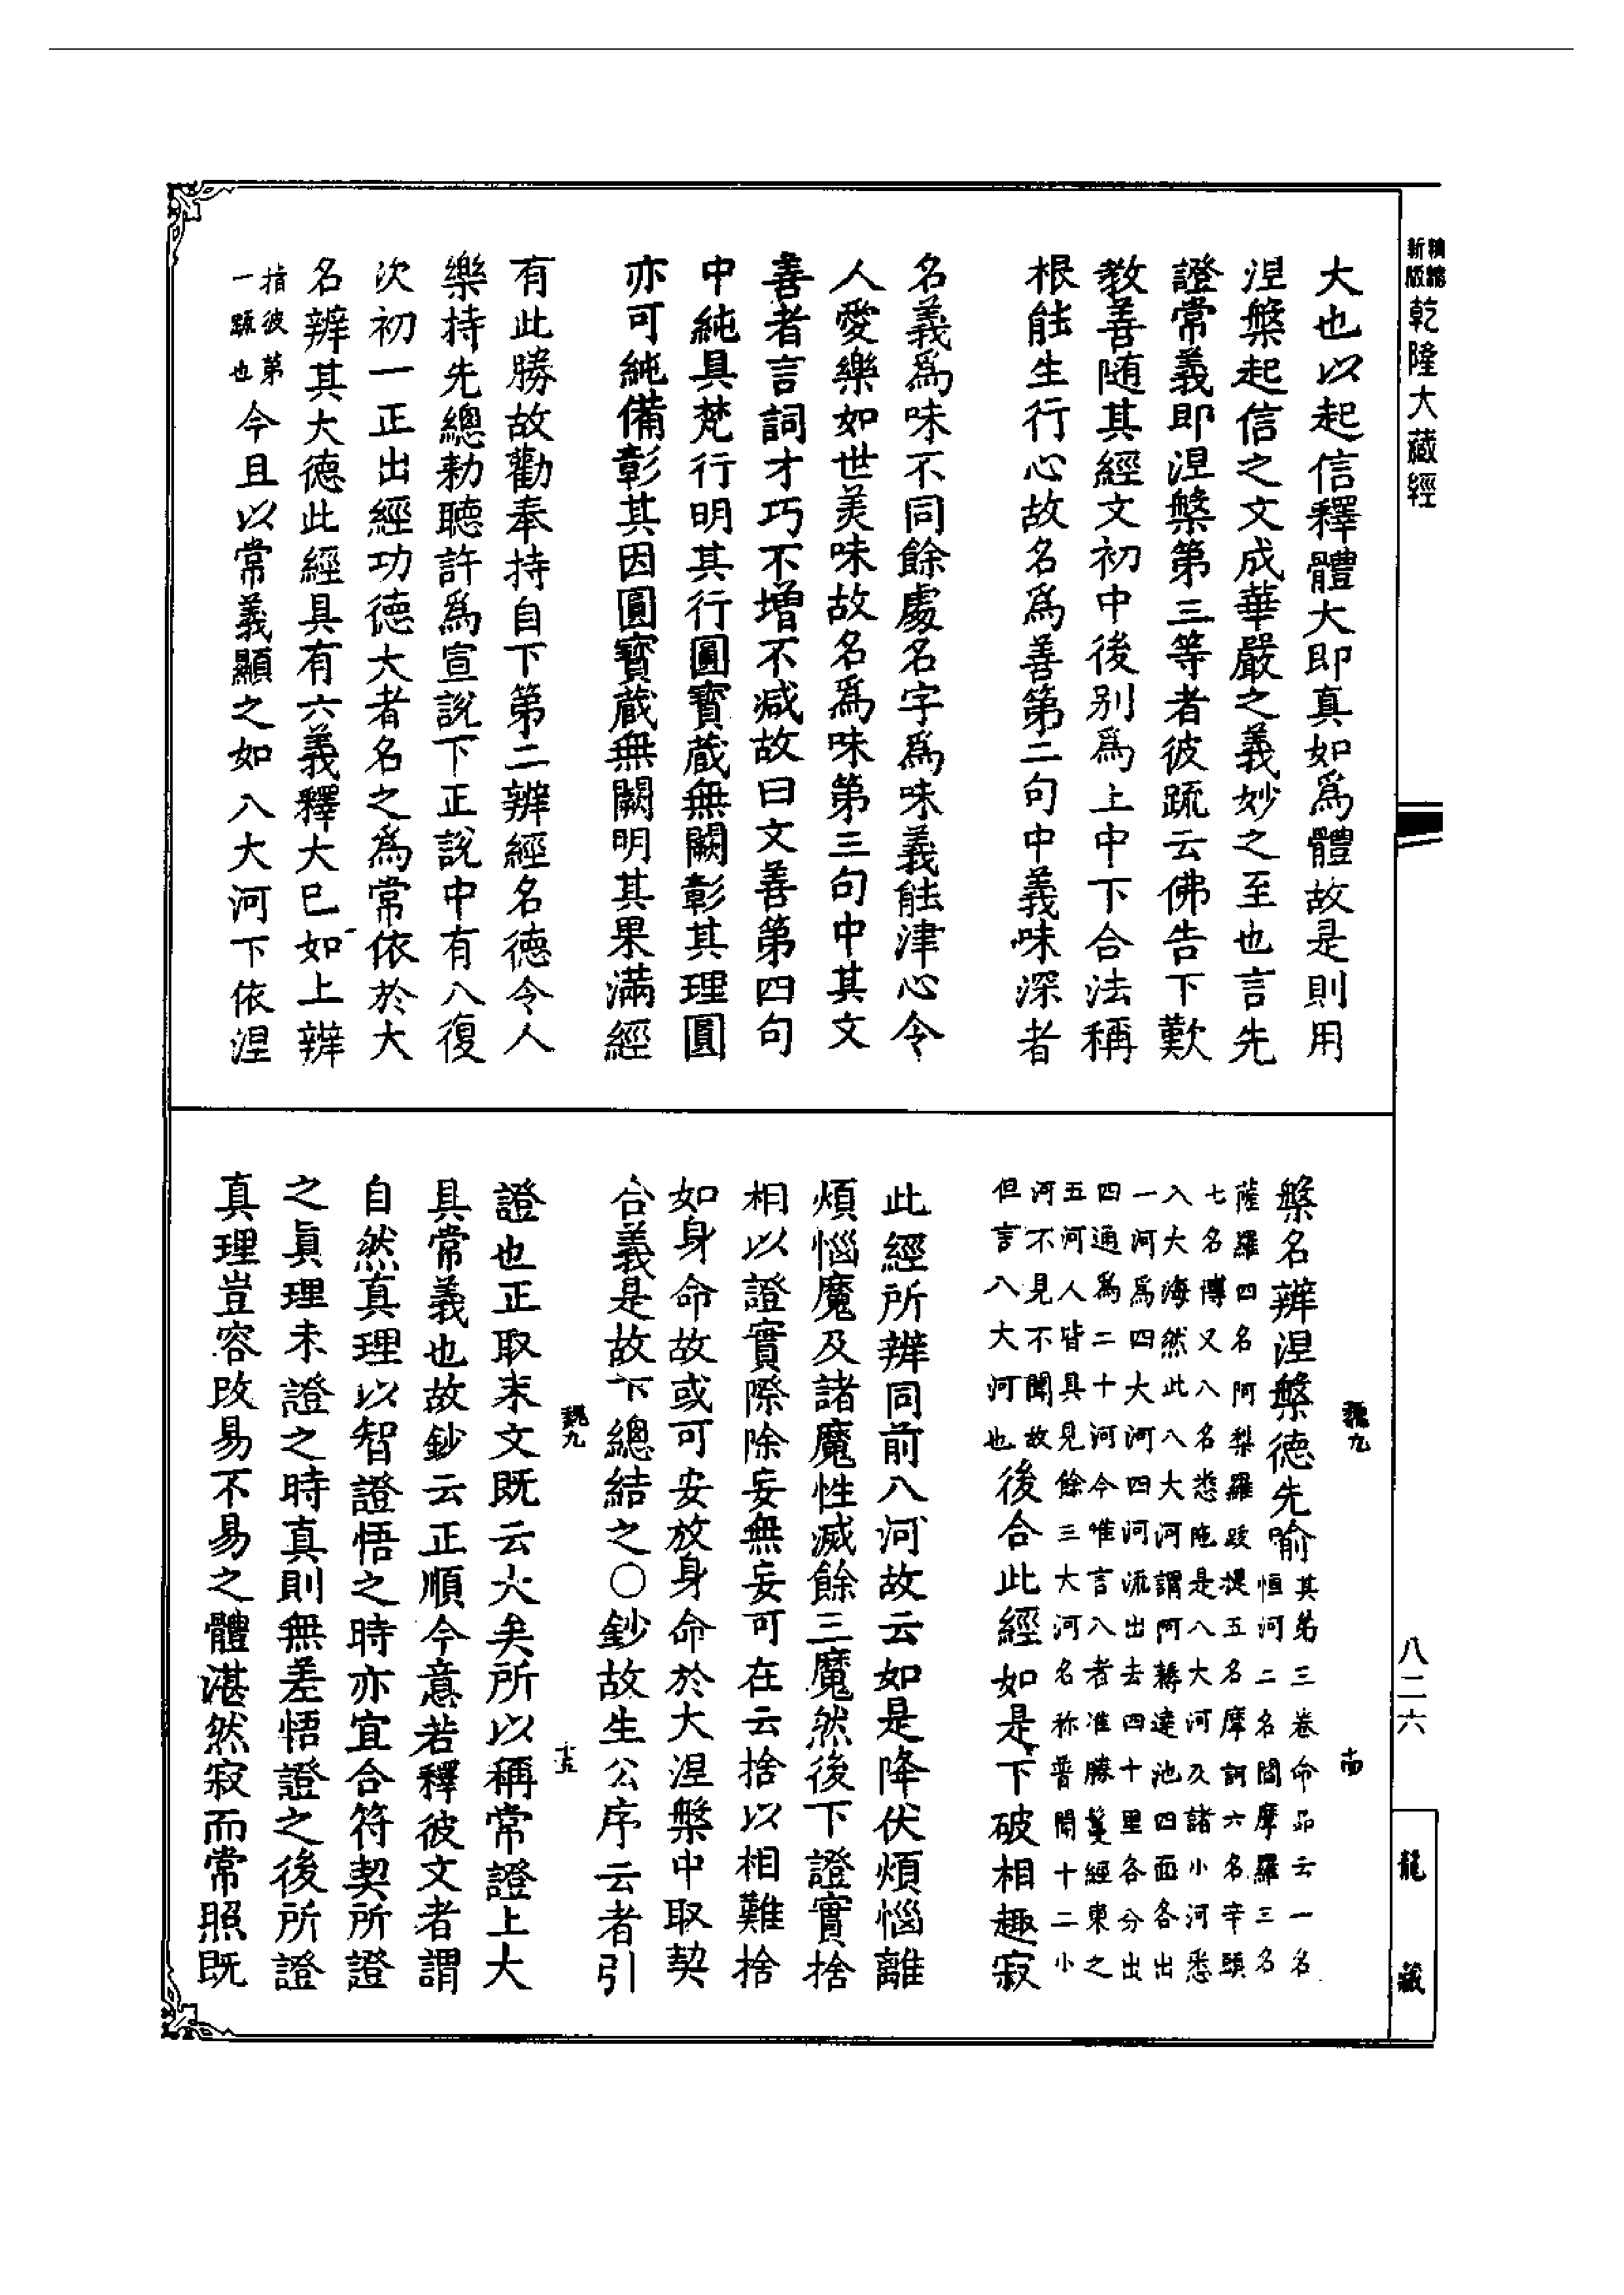 精縮新版乾隆大藏經
大也以起信釋體大即真如爲體故是則用
涅槃起信之文成華嚴之義妙之至也言先
證常義即涅槃第三等者彼疏云佛告下歎
教善随其經文初中後別爲上中下合法稱
根能生行心故名爲善第二句中義味深者
名義爲味不同餘處名字爲味義能津心令
人愛樂如世美味故名爲味第三句中其文
善者言詞才巧不增不減故曰文善第四句
中純具梵行明其行圓寳藏無闕彰其理圓
亦可純備彰其因圓寳藏無闕明其果滿經
有此勝故勸奉持自下第二辨經名德令人
樂持先總勑聽許爲宣說下正說中有八復
次初一正出經功德大者名之爲常依於大
名辨其大德此經具有六義釋大巳如上辨
指彼第一䟽也今且以常義顯之如八大河下依涅
八二六
龍藏
魏九
十四
槃名辨涅槃德先喻其第三卷命品云一名恒河二名閻摩羅三名
薩羅四名阿梨羅跋提五名摩訶六名辛頭
七名博叉八名悉陁是八大河及諸小河悉
入大海然此八大河謂阿耨達池四面各出
一河爲四大河四河流出去四十里各分出
四通爲二十河今唯言八者准勝鬘經東之
五河人皆具見餘三大河名称普聞十二小
河不見不聞故
但言八大河也後合此經如是下破相趣寂
此經所辨同前八河故云如是降伏煩惱離
煩惱魔及諸魔性滅餘三魔然後下證實捨
相以證實際除妄無妄可在云捨以相難捨
如身命故或可安放身命於大涅槃中取契
合義是故下總結之〇鈔故生公序云者引
魏九
十五
證也正取末文既云大矣所以稱常證上大
具常義也故鈔云正順今意若釋彼文者謂
自然真理以智證悟之時亦宜合符契所證
之眞理未證之時真則無差悟證之後所證
真理豈容改易不易之體湛然寂而常照既